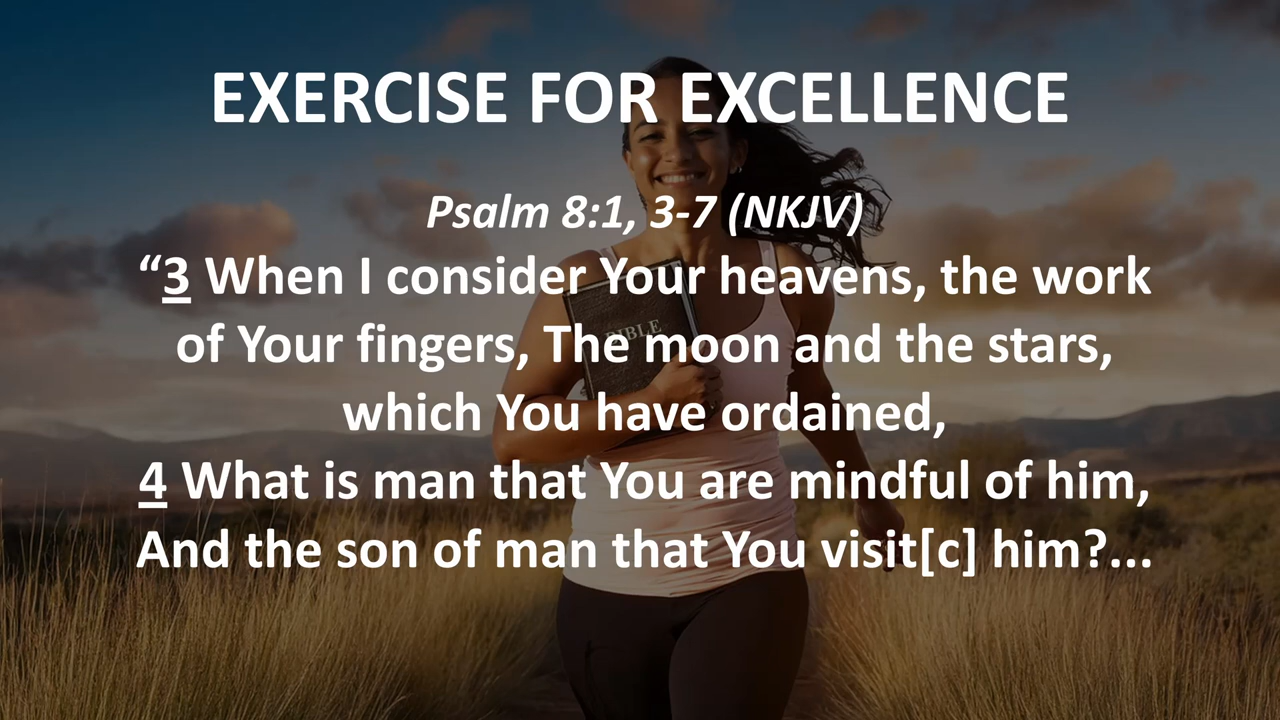 EXERCISE FOR EXCELLENCE
Psalm 8:1, 3-7 (NKJV)
“3 When I consider Your heavens, the work
of Your fingers, The moon and the stars,
BIBLE
which You have ordained,
4 What is man that You are mindful of him,
And the son of man that You visit[c] him?...